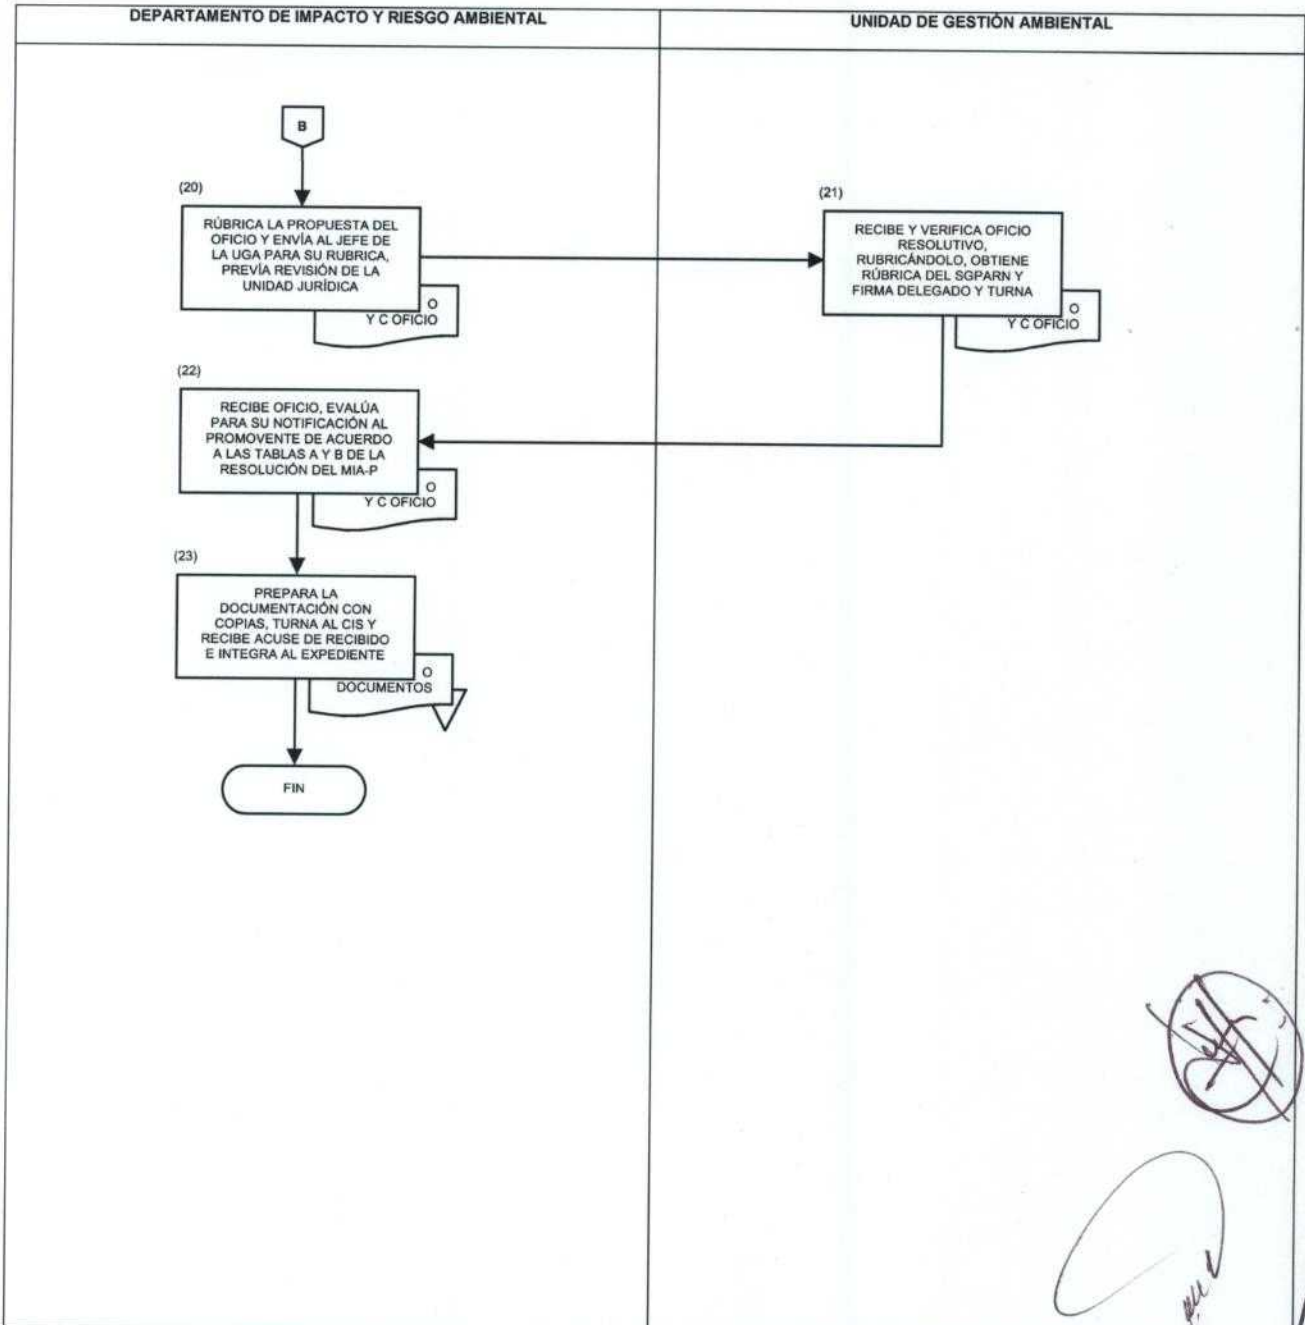 DEPARTAMENTO DE IMPACTO Y RIESGO AMBIENTAL
UNIDAD DE GESTIÓN AMBIENTAL
B
(20)
RÚBRICA LA PROPUESTA DEL
OFICIO Y ENVÍA AL JEFE DE
LA UGA PARA SU RUBRICA,
PREVÍA REVISIÓN DE LA
UNIDAD JURÍDICA
O
Y C OFICIO
(21)
RECIBE Y VERIFICA OFICIO
RESOLUTIVO,
RUBRICÁNDOLO, OBTIENE
RÚBRICA DEL SGPARN Y
FIRMA DELEGADO Y TURNA
O
Y C OFICIO
(22)
RECIBE OFICIO, EVALÚA
PARA SU NOTIFICACIÓN AL
PROMOVENTE DE ACUERDO
A LAS TABLAS A Y B DE LA
RESOLUCIÓN DEL MIA-P
O
Y C OFICIO
(23)
PREPARA LA
DOCUMENTACIÓN CON
COPIAS, TURNA AL CIS Y
RECIBE ACUSE DE RECIBIDO
E INTEGRA AL EXPEDIENTE
O
DOCUMENTOS
FIN